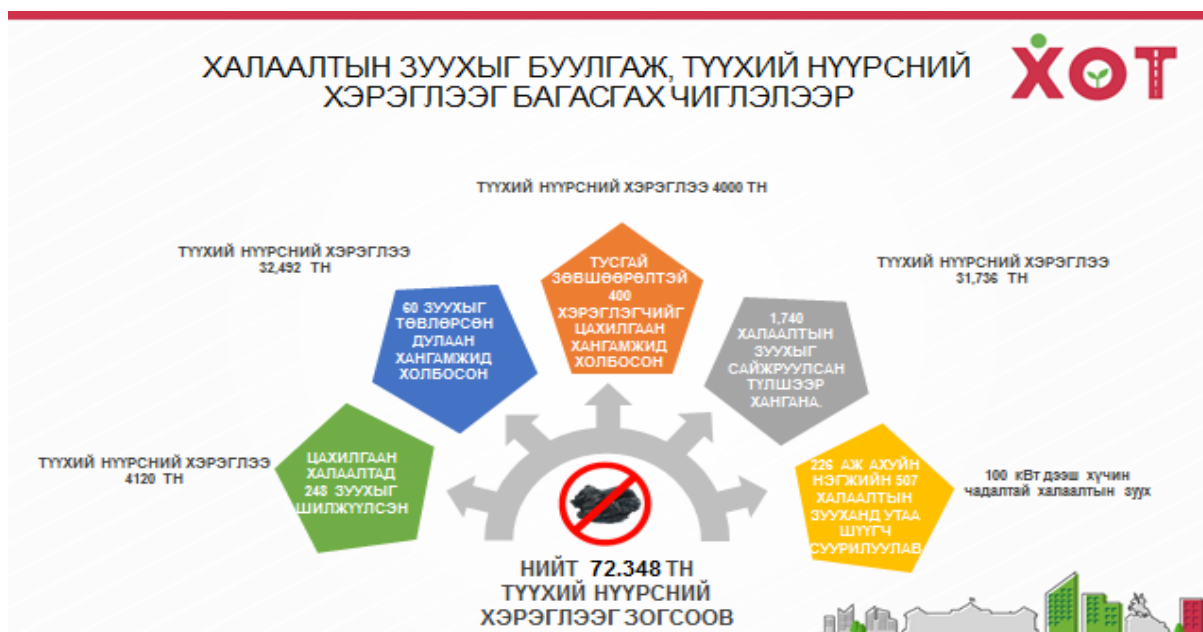 ХАЛААЛТЫН ЗУУХЫГ БУУЛГАЖ, ТҮҮХИЙ НҮҮРСНИЙ
ХЭРЭГЛЭЭГ БАГАСГАХ ЧИГЛЭЛЭЭР
ХОТ
ТҮҮХИЙ НҮҮРСНИЙ ХЭРЭГЛЭЭ 4000 ТН
ТҮҮХИЙ НҮҮРСНИЙ ХЭРЭГЛЭЭ
32,492 ТН
ТҮҮХИЙ НҮҮРСНИЙ ХЭРЭГЛЭЭ
31,736 ТН
ТУСГАЙ
ЗӨВШӨӨРӨЛТЭЙ
400
ХЭРЭГЛЭГЧИЙГ
ЦАХИЛГААН
ХАНГАМЖИД
ХОЛБОСОН
60 ЗУУХЫГ
ТӨВЛӨРСӨН
ДУЛААН
ХАНГАМЖИД
ХОЛБОСОН
1,740
ХАЛААЛТЫН
ЗУУХЫГ
САЙЖРУУЛСАН
ТҮЛШЭЭР
ХАНГАНА.
ТҮҮХИЙ НҮҮРСНИЙ ХЭРЭГЛЭЭ
4120 ТН
ЦАХИЛГААН
ХАЛААЛТАД
248 ЗУУХЫГ
ШИЛЖҮҮЛСЭН
226 АЖ АХУЙН
НЭГЖИЙН 507
ХАЛААЛТЫН
ЗУУХАНД УТАА
ШҮҮГЧ
СУУРИЛУУЛАВ
100 кВт дээш хүчин
чадалтай халаалтын зуух
НИЙТ 72.348 ТН
ТҮҮХИЙ НҮҮРСНИЙ
ХЭРЭГЛЭЭГ ЗОГСООВ